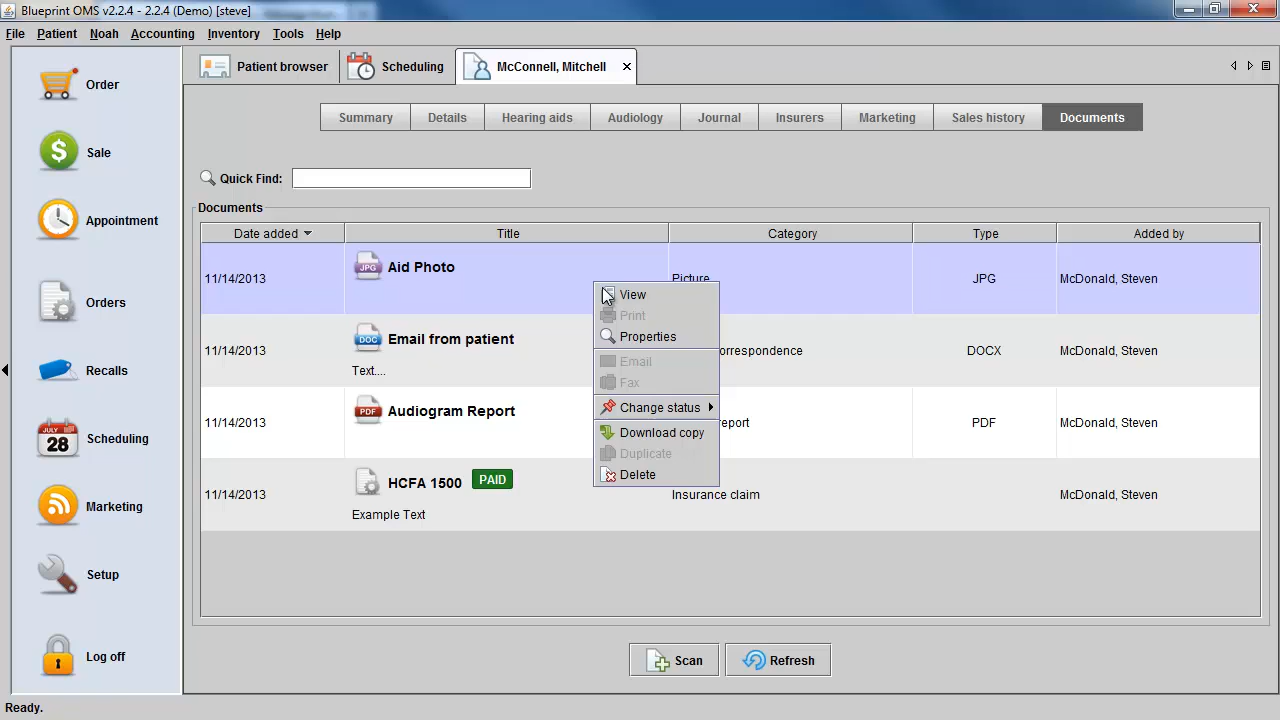 Blueprint OMS v2.2.4 - 2.2.4 (Demo) [steve]
File Patient Noah Accounting Inventory Tools Help
Order
Sale
Appointment
Orders
Recalls
JULY
28
Scheduling
Marketing
Setup
Log off
Patient browser Scheduling McConnell, Mitchell
Summary Details Hearing aids Audiology Journal Insurers Marketing Sales history Documents
Quick Find:
Documents
Date added Title Category Type Added by
11/14/2013 JPG Aid Photo Picture JPG McDonald, Steven
11/14/2013 DOC Email from patient orrespondence DOCX McDonald, Steven
Text....
11/14/2013 PDF Audiogram Report report PDF McDonald, Steven
11/14/2013 HCFA 1500 PAID Insurance claim McDonald, Steven
Example Text
View
Print
Properties
Email
Fax
Change status
Download copy
Duplicate
Delete
Scan Refresh
Ready.